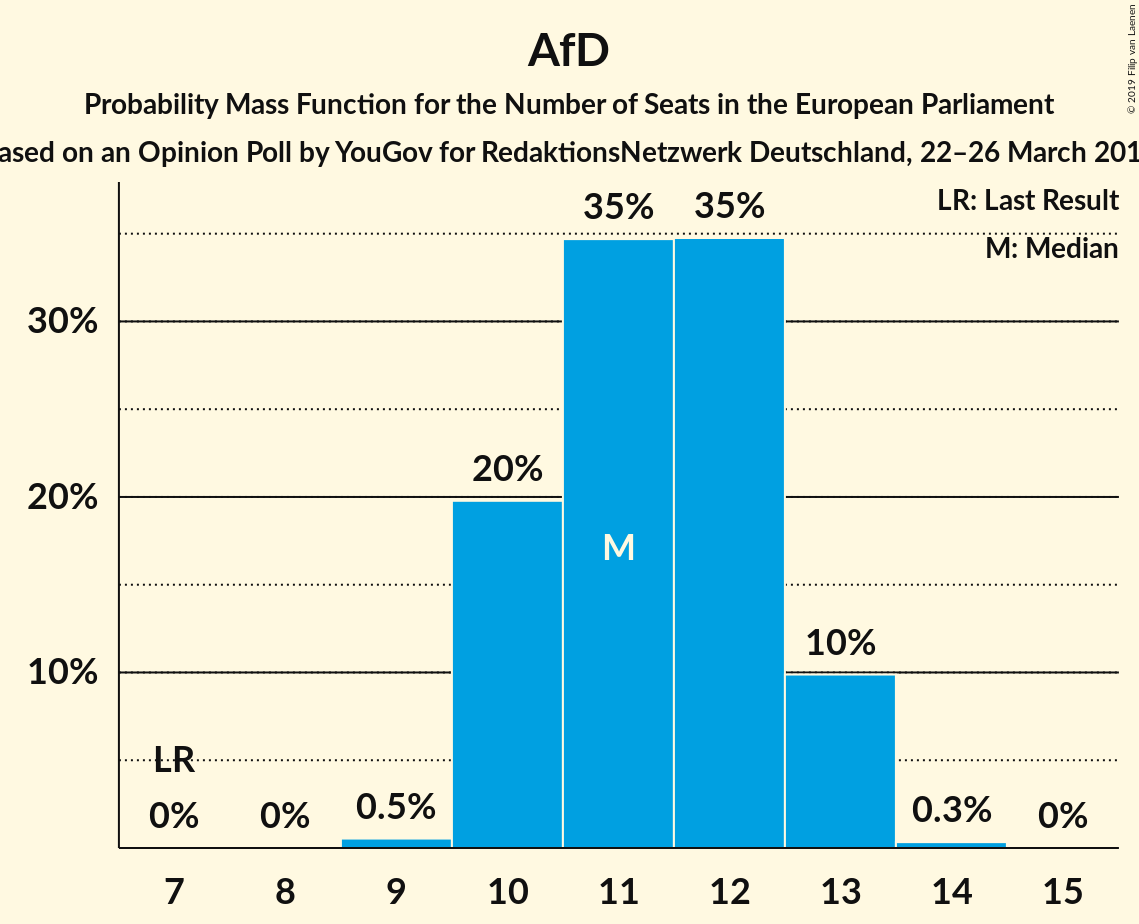 AfD
Probability Mass Function for the Number of Seats in the European Parliament
ased on an Opinion Poll by YouGov for RedaktionsNetzwerk Deutschland, 22–26 March 201
© 2019 Filip van Laenen
LR: Last Result
M: Median
35%
35%
30%
20%
20%
M
10%
10%
LR
0%
0%
0.5%
0.3%
0%
7
8
9
10
11
12
13
14
15